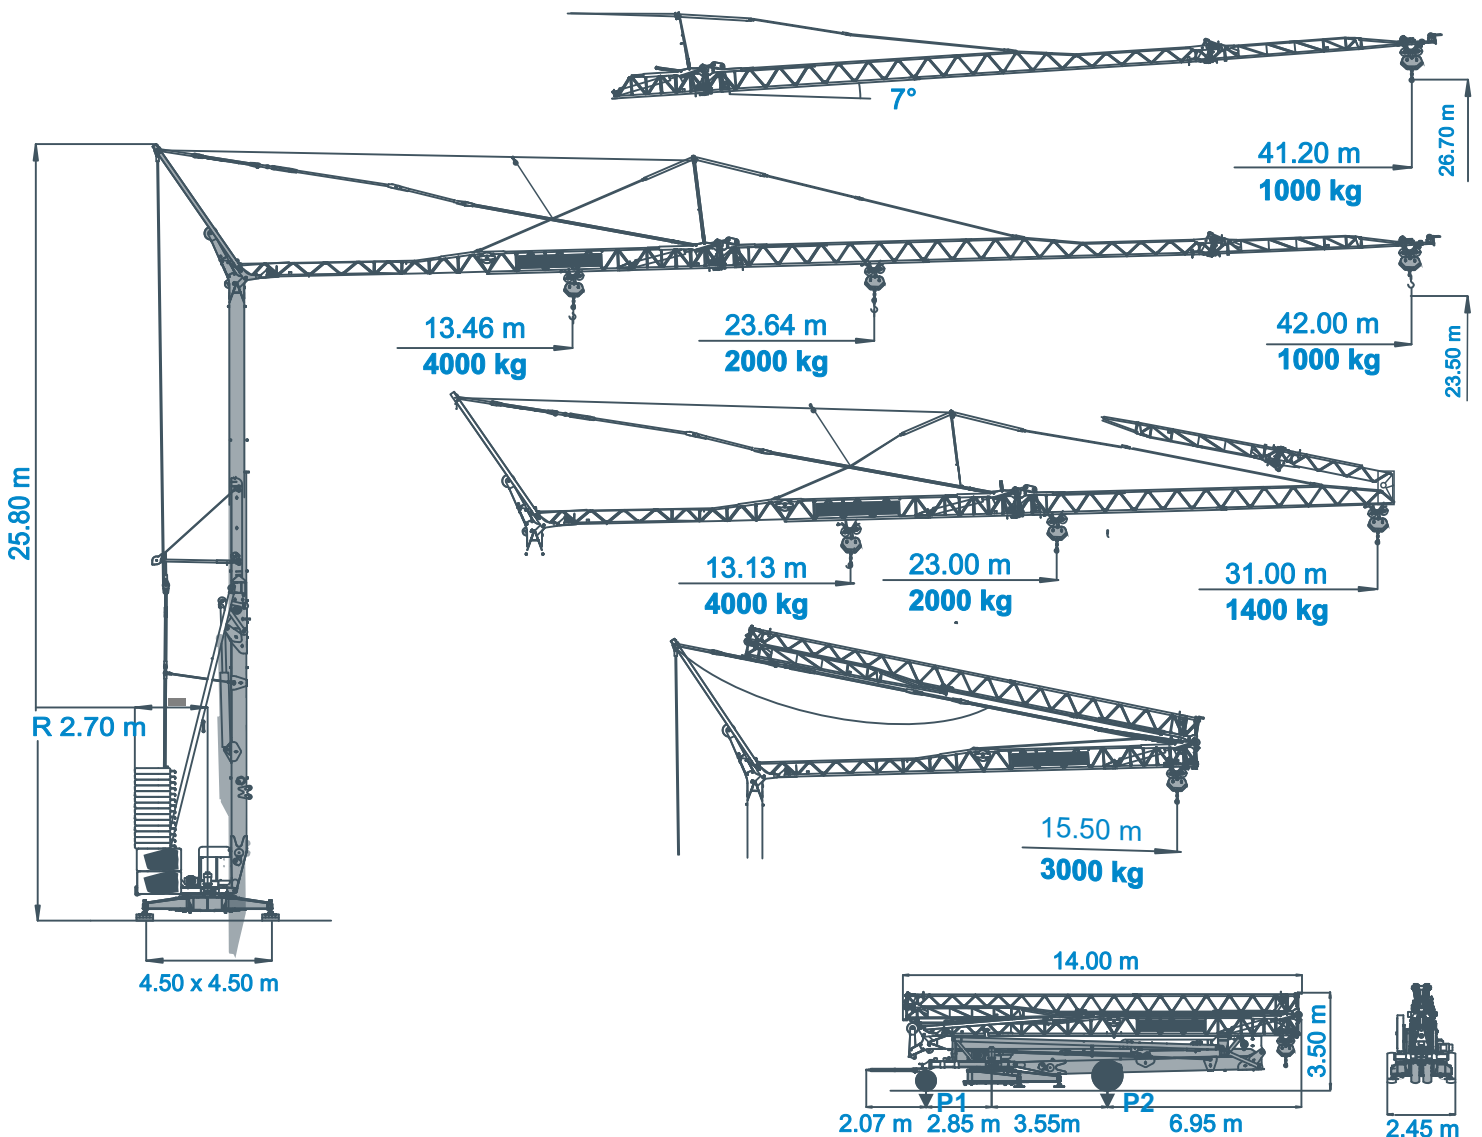 7°
41.20 m
1000 kg
26.70 m
13.46 m
4000 kg
23.64 m
2000 kg
42.00 m
1000 kg
23.50 m
25.80 m
R 2.70 m
13.13 m
4000 kg
23.00 m
2000 kg
31.00 m
1400 kg
15.50 m
3000 kg
4.50 x 4.50 m
14.00 m
3.50 m
P1
P2
2.07 m
2.85 m
3.55m
6.95 m
2.45 m